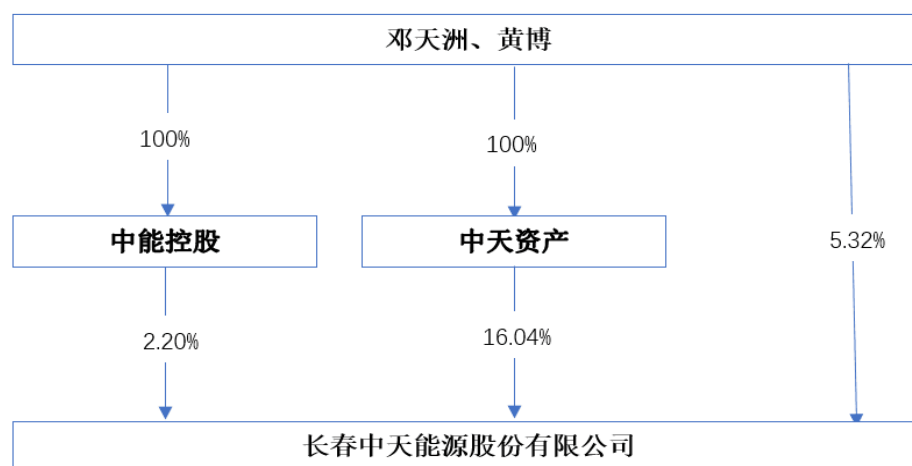 邓天洲、黄博
100%
100%
中能控股
中天资产
5.32%
2.20%
16.04%
长春中天能源股份有限公司